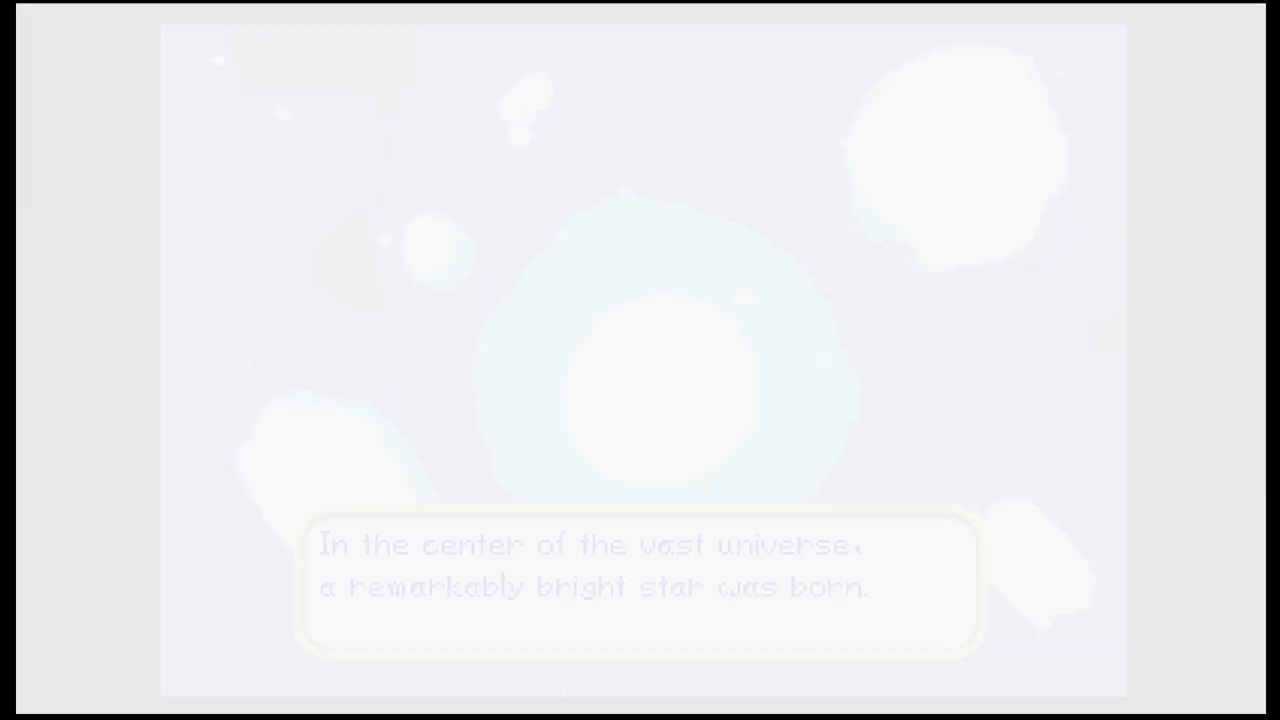 In the center of the vast universe,
a remarkably bright star was born.